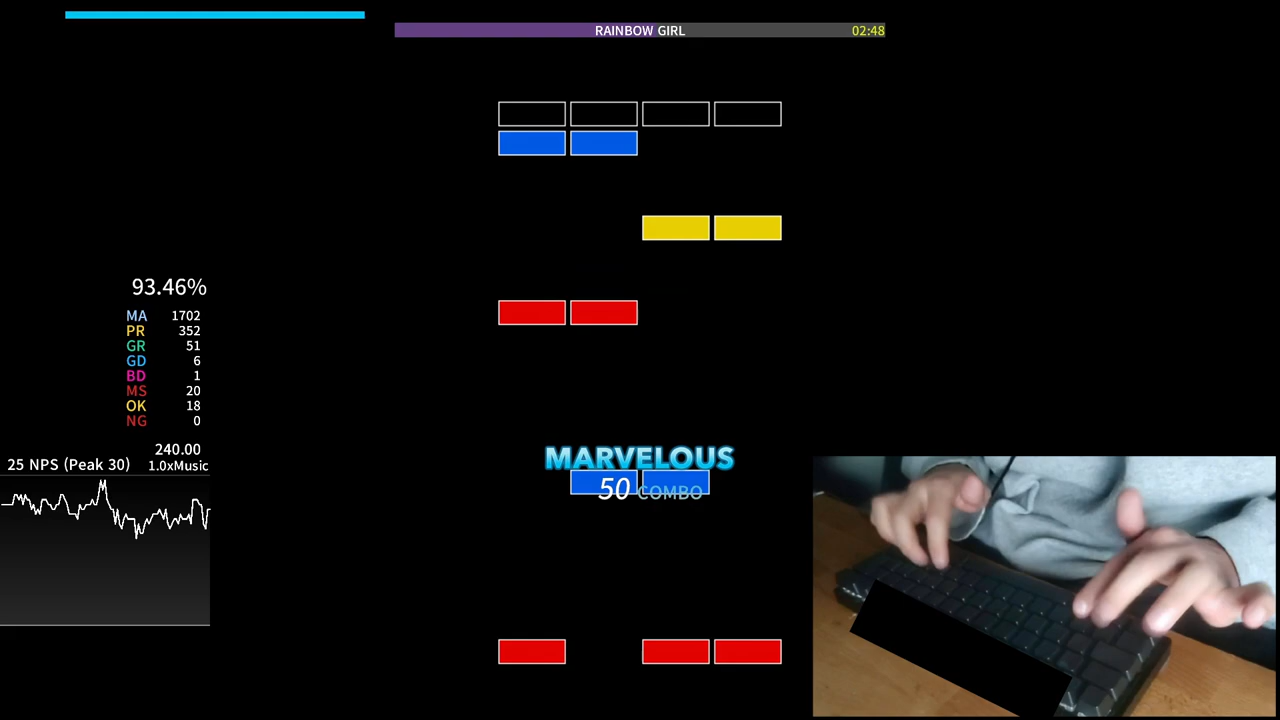 RAINBOW GIRL 02:48
93.46%
MA 1702
PR 352
GR 51
GD 6
BD 1
MS 20
OK 18
NG 0
240.00
25 NPS (Peak 30) 1.0xMusic
MARVELOUS
50 COMBO